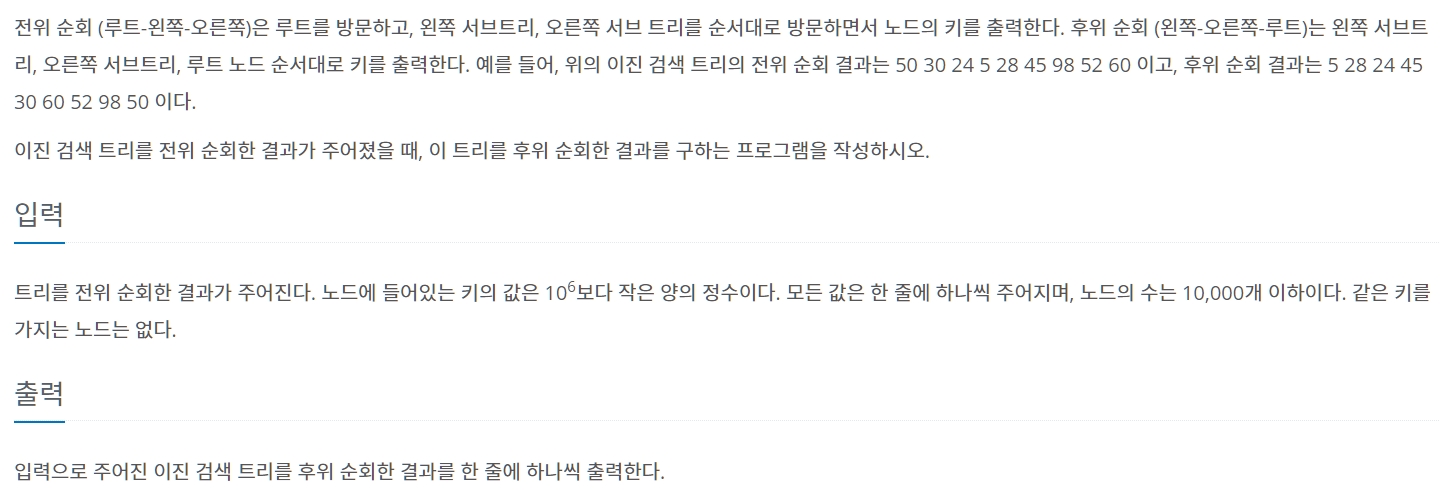 전위 순회 (루트-왼쪽-오른쪽)은 루트를 방문하고, 왼쪽 서브트리, 오른쪽 서브 트리를 순서대로 방문하면서 노드의 키를 출력한다. 후위 순회 (왼쪽-오른쪽-루트)는 왼쪽 서브트
리, 오른쪽 서브트리, 루트 노드 순서대로 키를 출력한다. 예를 들어, 위의 이진 검색 트리의 전위 순회 결과는 50 30 24 5 28 45 98 52 60 이고, 후위 순회 결과는 5 28 24 45
30 60 52 98 50 이다.
이진 검색 트리를 전위 순회한 결과가 주어졌을 때, 이 트리를 후위 순회한 결과를 구하는 프로그램을 작성하시오.
입력
트리를 전위 순회한 결과가 주어진다. 노드에 들어있는 키의 값은 10⁶보다 작은 양의 정수이다. 모든 값은 한 줄에 하나씩 주어지며, 노드의 수는 10,000개 이하이다. 같은 키를
가지는 노드는 없다.
출력
입력으로 주어진 이진 검색 트리를 후위 순회한 결과를 한 줄에 하나씩 출력한다.